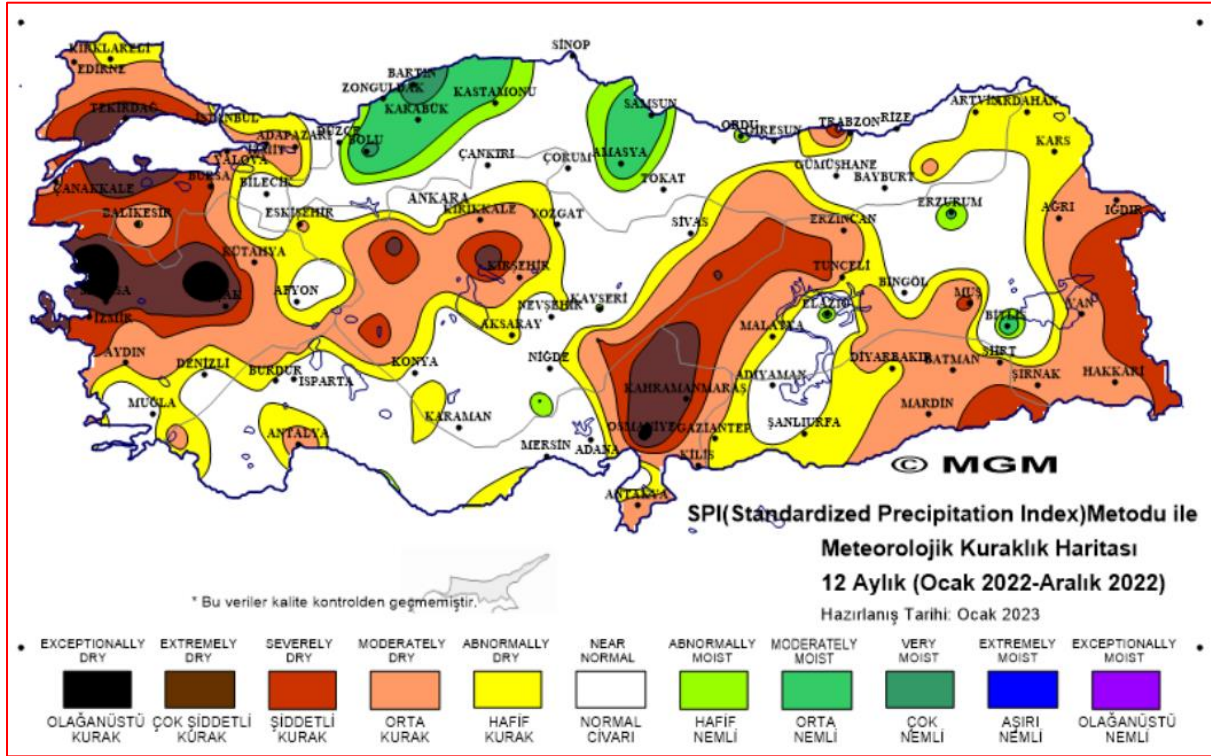 SİNOP
KIRKLARELİ
EDİRNE
BARTIN
ZONGULDAK
KASTAMONU
TEKİRDAĞ
KARABÜK
SAMSUN
ARTVİN
ARDAHAN
İSTANBUL
ORDU
GİRESUN
TRABZON
RİZE
ADAPAZARI
DÜZCE
BOLU
KARS
YALOVA
ÇANKIRI
ÇORUM
AMASYA
GÜMÜŞHANE
BAYBURT
ÇANAKKALE
BURSA
BİLECİK
ANKARA
TOKAT
BALIKESİR
ESKİŞEHİR
KIRIKKALE
YOZGAT
SİVAS
ERZİNCAN
ERZURUM
AĞRI
IĞDIR
KÜTAHYA
KIRŞEHİR
TUNCELİ
BİNGÖL
MUŞ
AFYON
NEVŞEHİR
KAYSERİ
ELAZIĞ
BİTLİS
VAN
İZMİR
AKSARAY
MALATYA
AYDIN
DENİZLİ
BURDUR
ISPARTA
KONYA
NİĞDE
DİYARBAKIR
BATMAN
SİİRT
ŞIRNAK
HAKKARİ
KAHRAMANMARAŞ
ADIYAMAN
MUĞLA
KARAMAN
MARDİN
ANTALYA
MERSİN
ADANA
OSMANİYE
GAZİANTEP
ŞANLIURFA
KİLİS
ANTAKYA
© MGM
SPI(Standardized Precipitation Index)Metodu ile
Meteorolojik Kuraklık Haritası
12 Aylık (Ocak 2022-Aralık 2022)
Hazırlanış Tarihi: Ocak 2023
* Bu veriler kalite kontrolden geçmemiştir.
EXCEPTIONALLY DRY
EXTREMELY DRY
SEVERELY DRY
MODERATELY DRY
ABNORMALLY DRY
NEAR NORMAL
ABNORMALLY MOIST
MODERATELY MOIST
VERY MOIST
EXTREMELY MOIST
EXCEPTIONALLY MOIST
OLAĞANÜSTÜ KURAK
ÇOK ŞİDDETLİ KURAK
ŞİDDETLİ KURAK
ORTA KURAK
HAFİF KURAK
NORMAL CİVARI
HAFİF NEMLİ
ORTA NEMLİ
ÇOK NEMLİ
AŞIRI NEMLİ
OLAĞANÜSTÜ NEMLİ